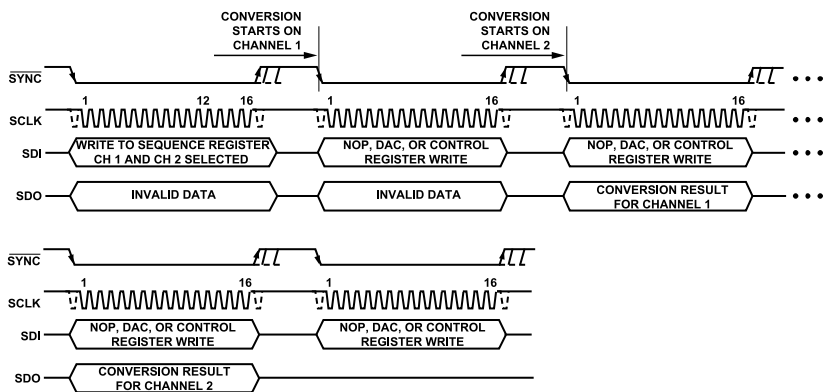 CONVERSION
STARTS ON
CHANNEL 1
CONVERSION
STARTS ON
CHANNEL 2
SYNC
SCLK
1
12
16
1
16
1
16
SDI
WRITE TO SEQUENCE REGISTER
CH 1 AND CH 2 SELECTED
NOP, DAC, OR CONTROL
REGISTER WRITE
NOP, DAC, OR CONTROL
REGISTER WRITE
SDO
INVALID DATA
INVALID DATA
CONVERSION RESULT
FOR CHANNEL 1
SYNC
SCLK
1
16
1
16
SDI
NOP, DAC, OR CONTROL
REGISTER WRITE
NOP, DAC, OR CONTROL
REGISTER WRITE
SDO
CONVERSION RESULT
FOR CHANNEL 2